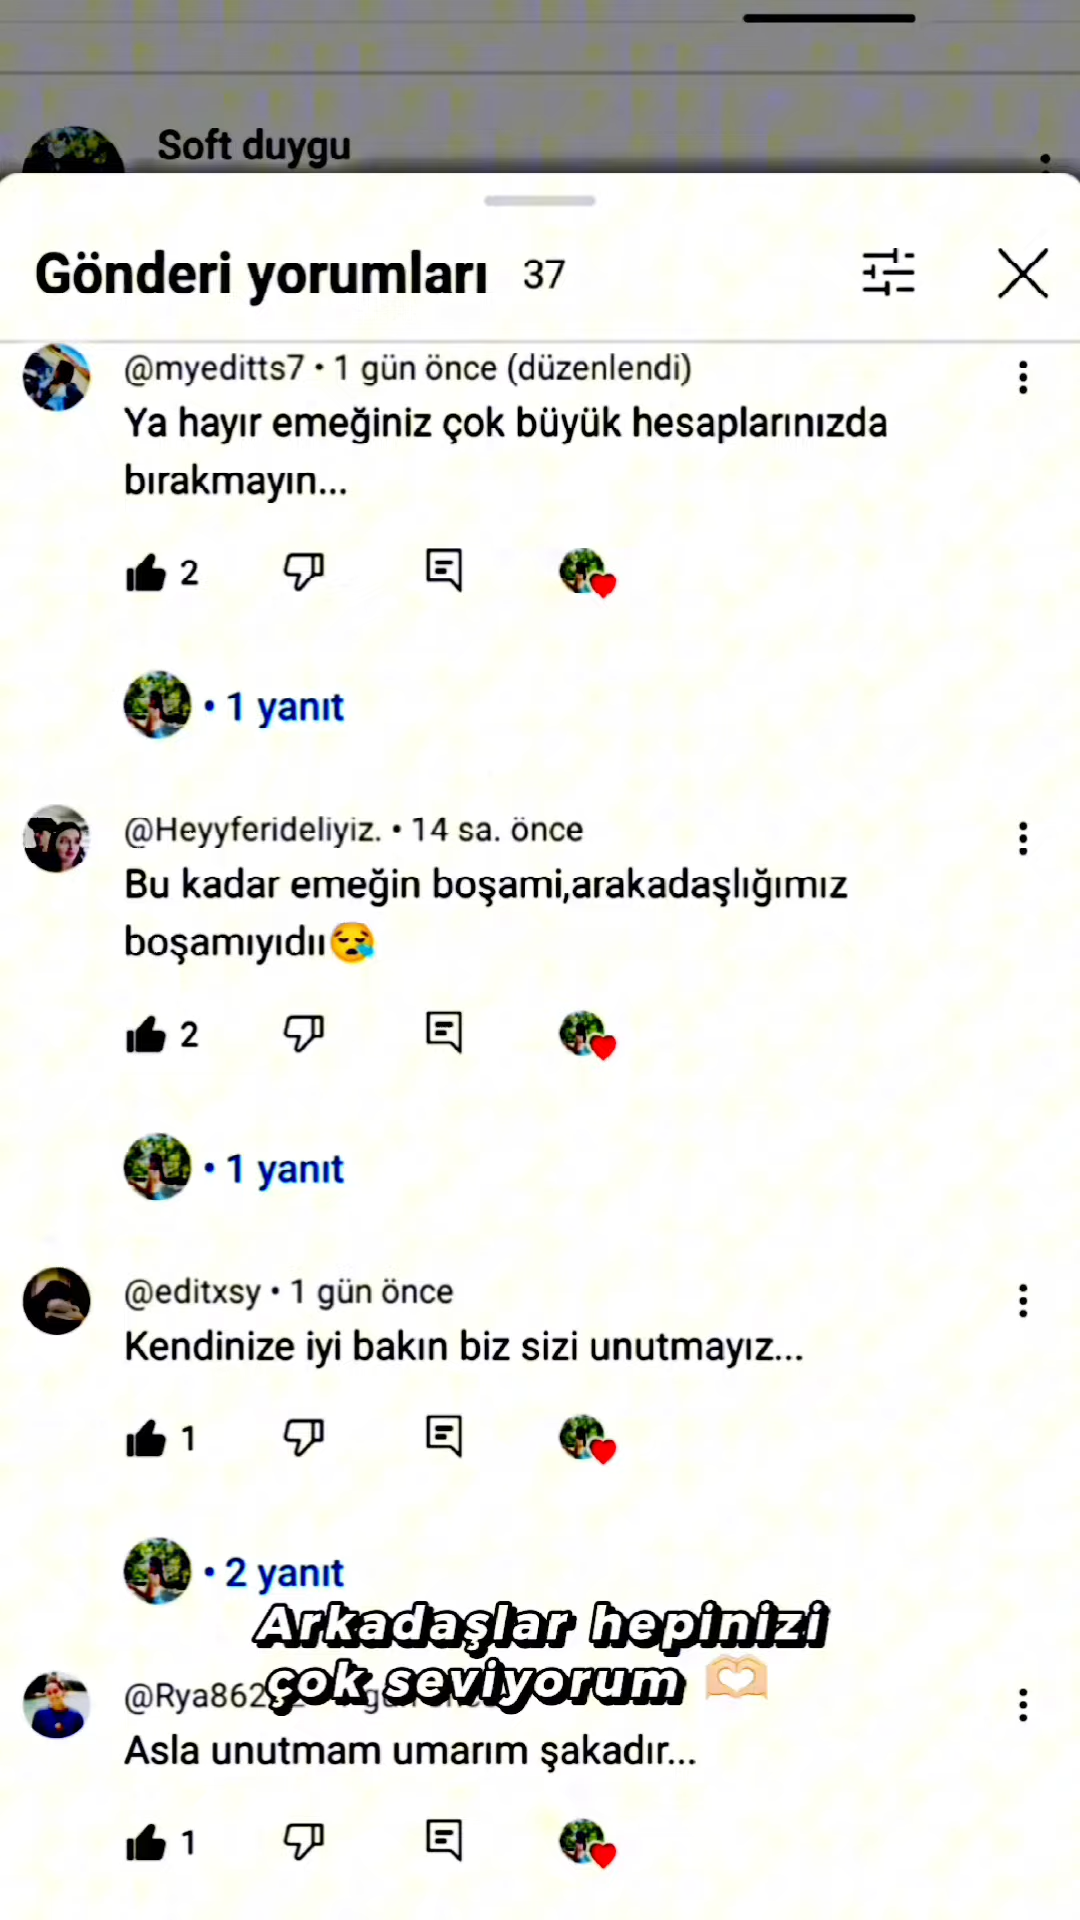 Soft duygu
Gönderi yorumları 37
@myeditts7 • 1 gün önce (düzenlendi)
Ya hayır emeğiniz çok büyük hesaplarınızda
bırakmayın...
2
• 1 yanıt
@Heyyferideliyiz. • 14 sa. önce
Bu kadar emeğin boşami,arakadaşlığımız
boşamıyıdıı😪
2
• 1 yanıt
@editxsy • 1 gün önce
Kendinize iyi bakın biz sizi unutmayız...
1
• 2 yanıt
Arkadaşlar hepinizi
çok seviyorum 🫶🏻
Asla unutmam umarım şakadır...
1